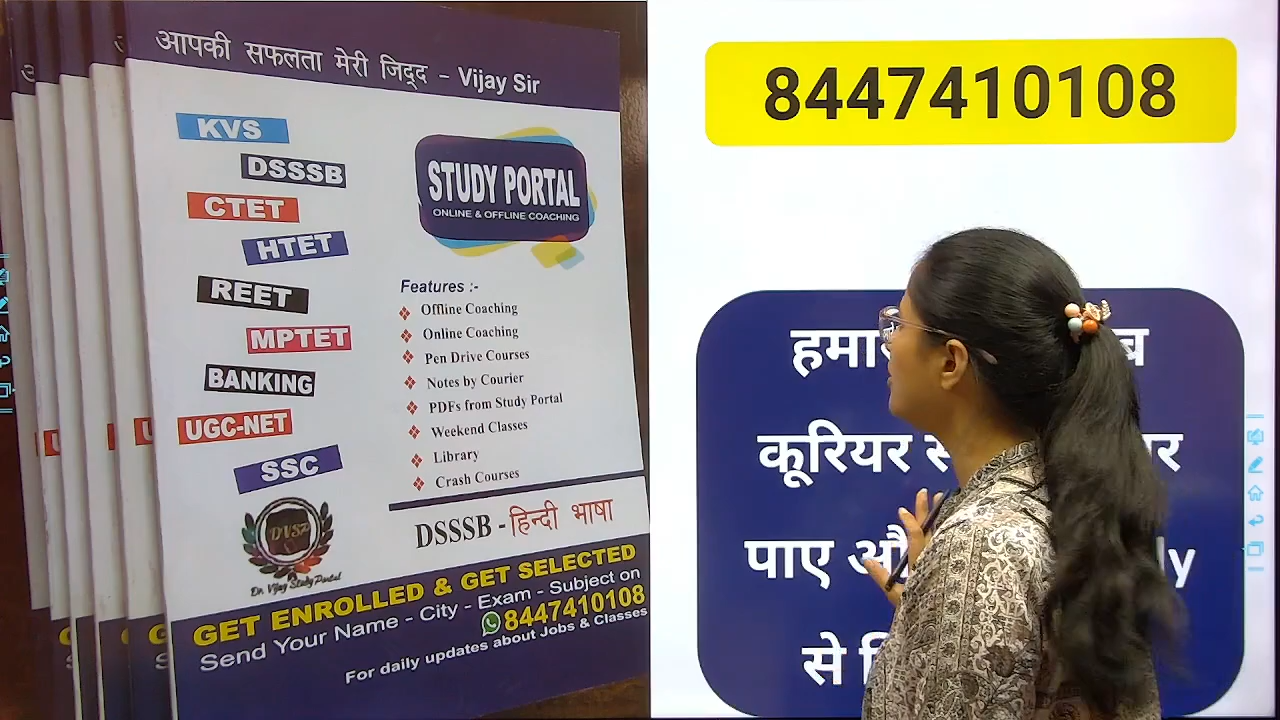 आपकी सफलता मेरी जिद्द - Vijay Sir
KVS
DSSSB
CTET
HTET
REET
MPTET
BANKING
UGC-NET
SSC
DVSP
Dr. Vijay Study Portal
STUDY PORTAL
ONLINE & OFFLINE COACHING
Features :-
Offline Coaching
Online Coaching
Pen Drive Courses
Notes by Courier
PDFs from Study Portal
Weekend Classes
Library
Crash Courses
DSSSB - हिन्दी भाषा
GET ENROLLED & GET SELECTED
Send Your Name - City - Exam - Subject on
8447410108
For daily updates about Jobs & Classes
8447410108
कूरियर
पाए
से